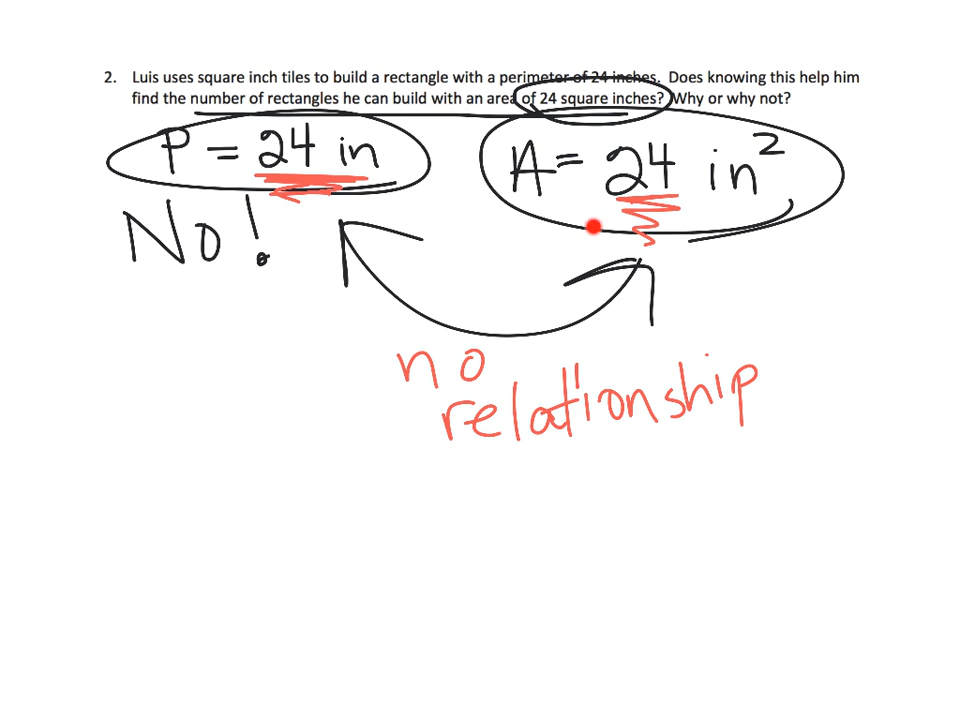 2. Luis uses square inch tiles to build a rectangle with a perimeter of 24 inches. Does knowing this help him
find the number of rectangles he can build with an area of 24 square inches? Why or why not?
P = 24 in
A = 24 in²
No!
no
relationship